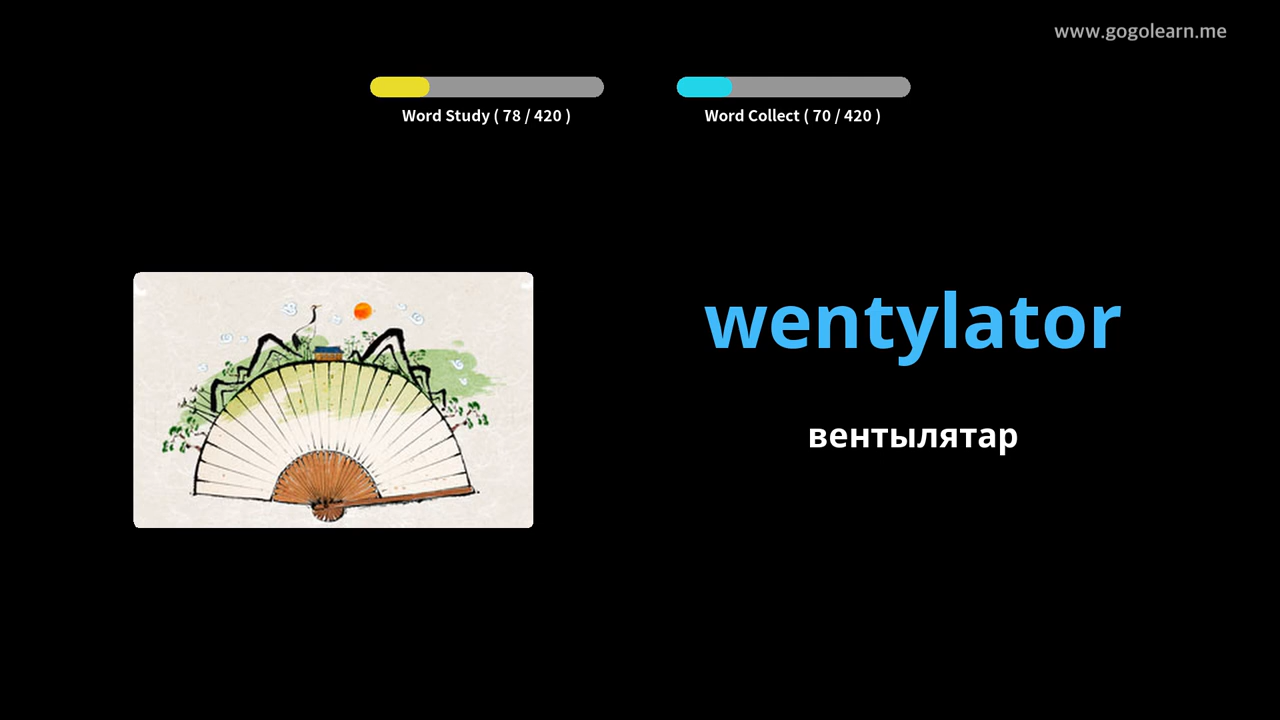 www.gogolearn.me
Word Study ( 78 / 420 )
Word Collect ( 70 / 420 )
wentylator
вентылятар